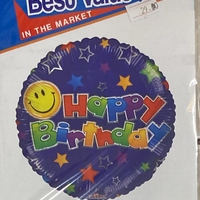 Best Value
IN THE MARKET
Happy
Birthday